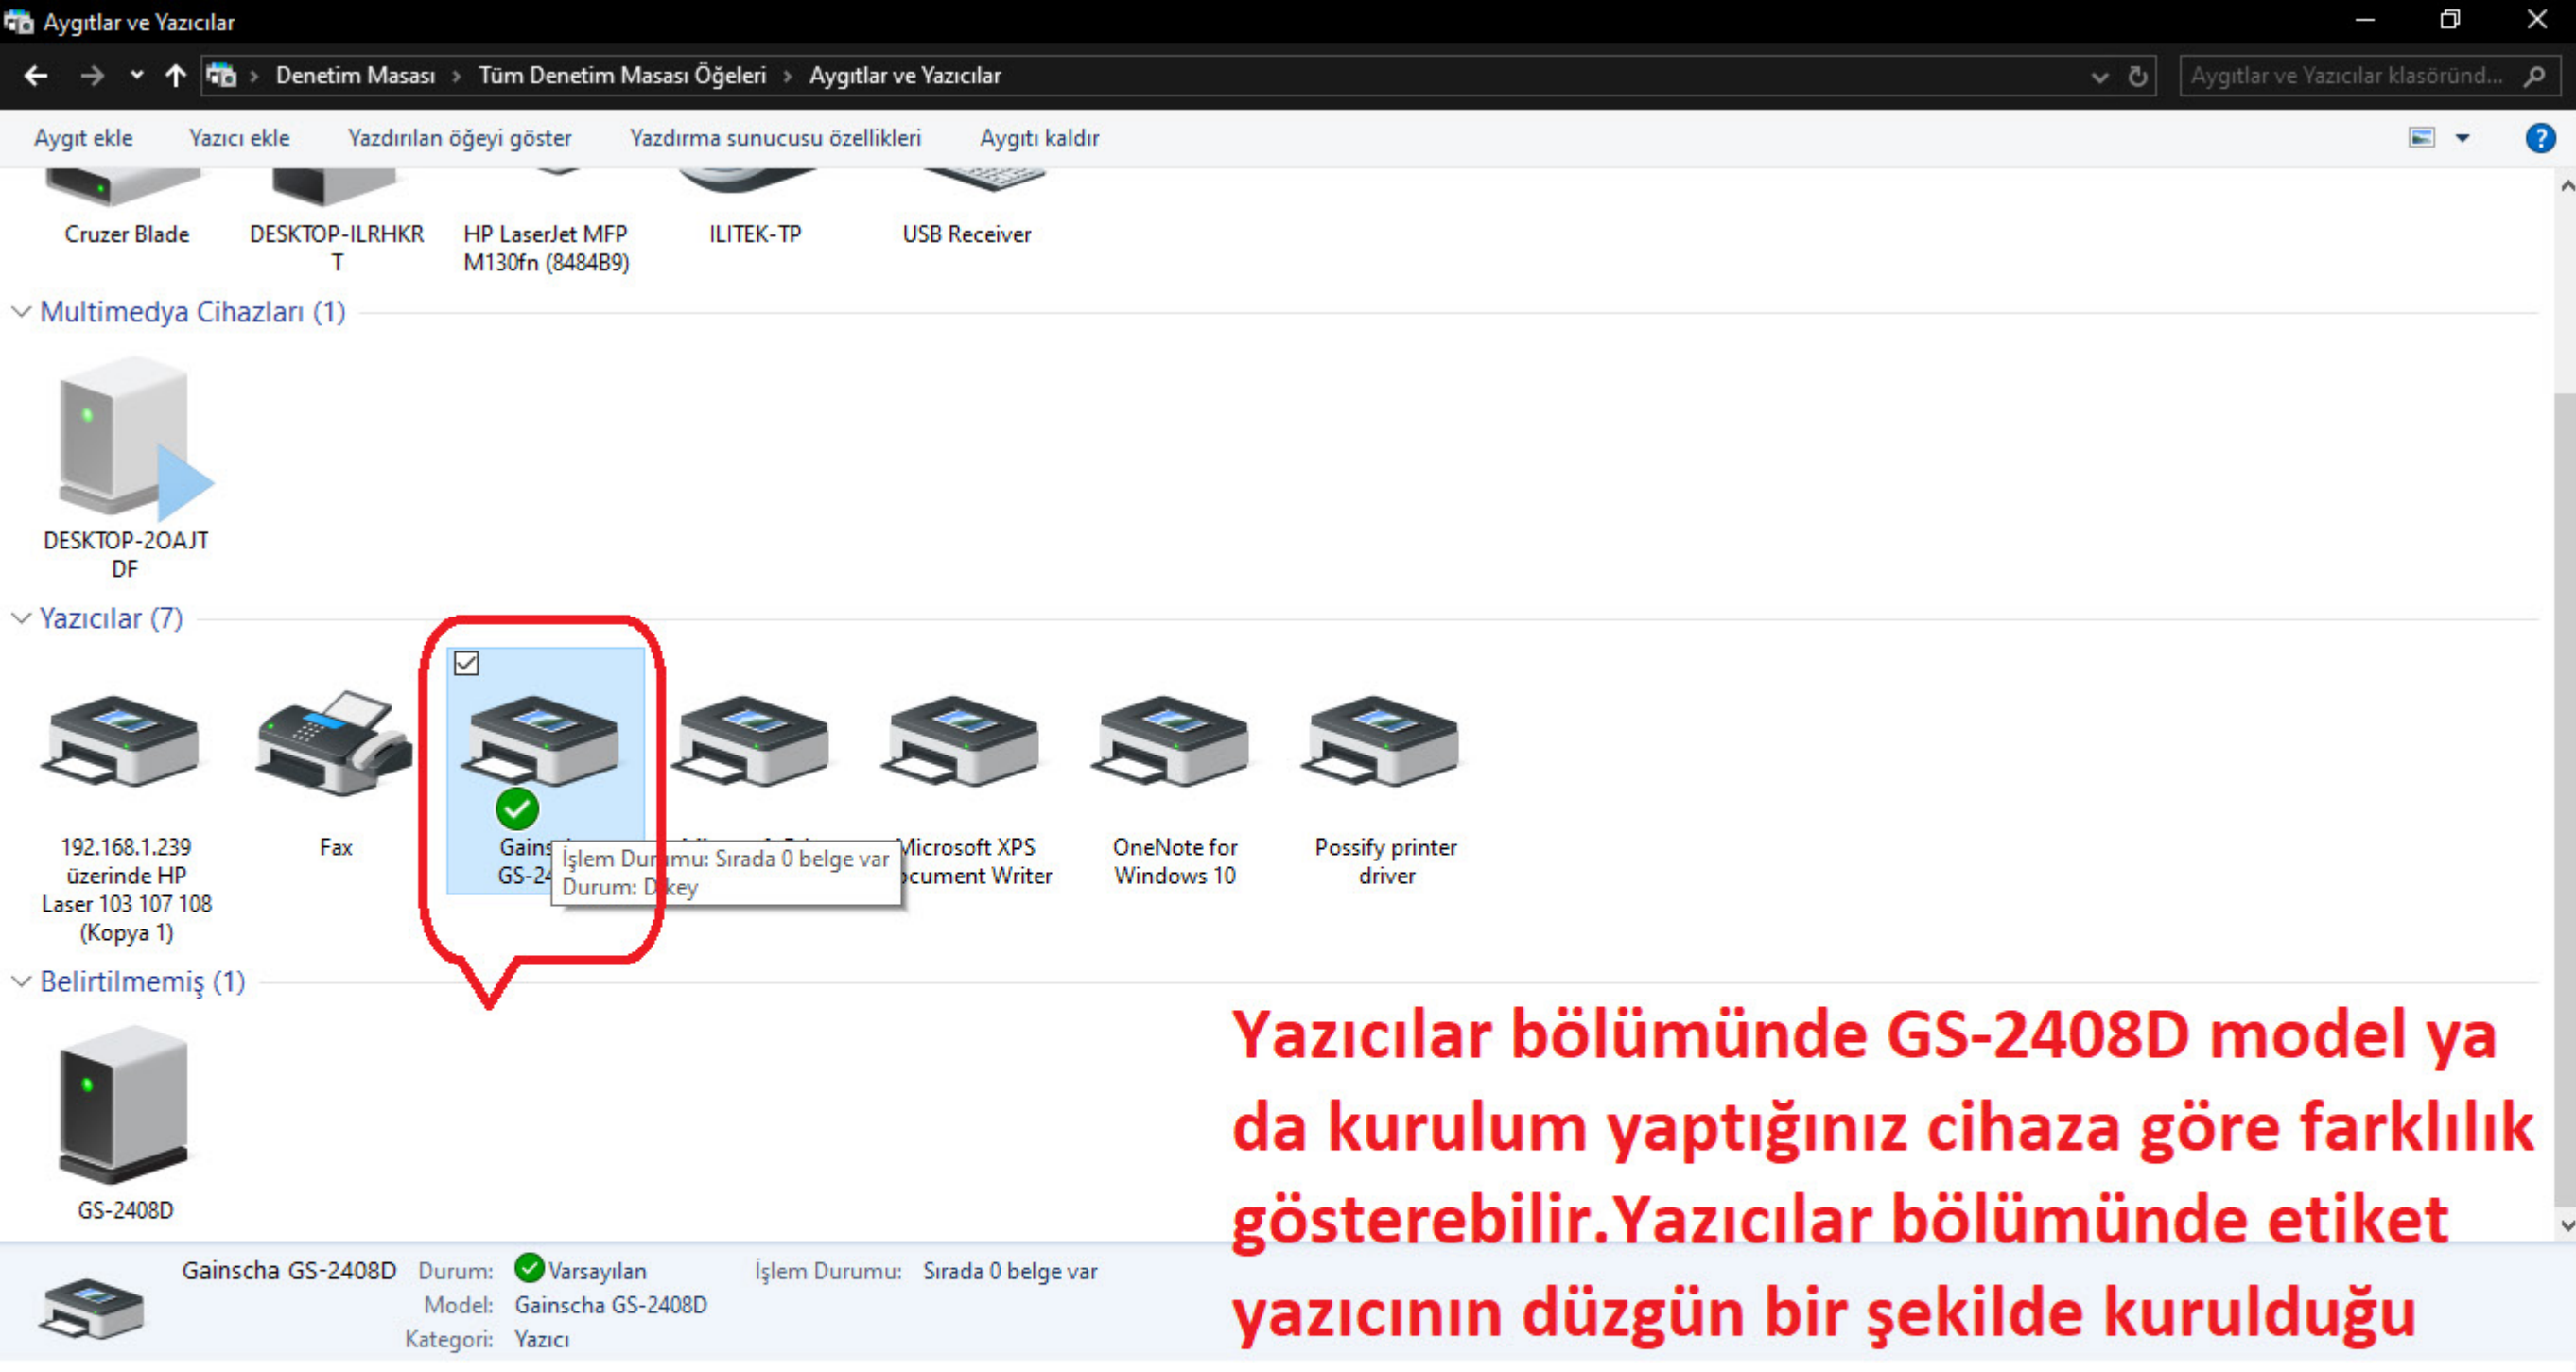 Aygıtlar ve Yazıcılar
Denetim Masası > Tüm Denetim Masası Öğeleri > Aygıtlar ve Yazıcılar
Aygıtlar ve Yazıcılar klasöründ...
Aygıt ekle Yazıcı ekle Yazdırılan öğeyi göster Yazdırma sunucusu özellikleri Aygıtı kaldır
Cruzer Blade
DESKTOP-ILRHKR
T
HP LaserJet MFP
M130fn (8484B9)
ILITEK-TP
USB Receiver
Multimedya Cihazları (1)
DESKTOP-2OAJT
DF
Yazıcılar (7)
192.168.1.239
üzerinde HP
Laser 103 107 108
(Kopya 1)
Fax
Gains
GS-24
İşlem Durumu: Sırada 0 belge var
Durum: Dikey
Microsoft XPS
ocument Writer
OneNote for
Windows 10
Possify printer
driver
Belirtilmemiş (1)
GS-2408D
Yazıcılar bölümünde GS-2408D model ya
da kurulum yaptığınız cihaza göre farklılık
gösterebilir.Yazıcılar bölümünde etiket
yazıcının düzgün bir şekilde kurulduğu
Gainscha GS-2408D Durum: Varsayılan İşlem Durumu: Sırada 0 belge var
Model: Gainscha GS-2408D
Kategori: Yazıcı